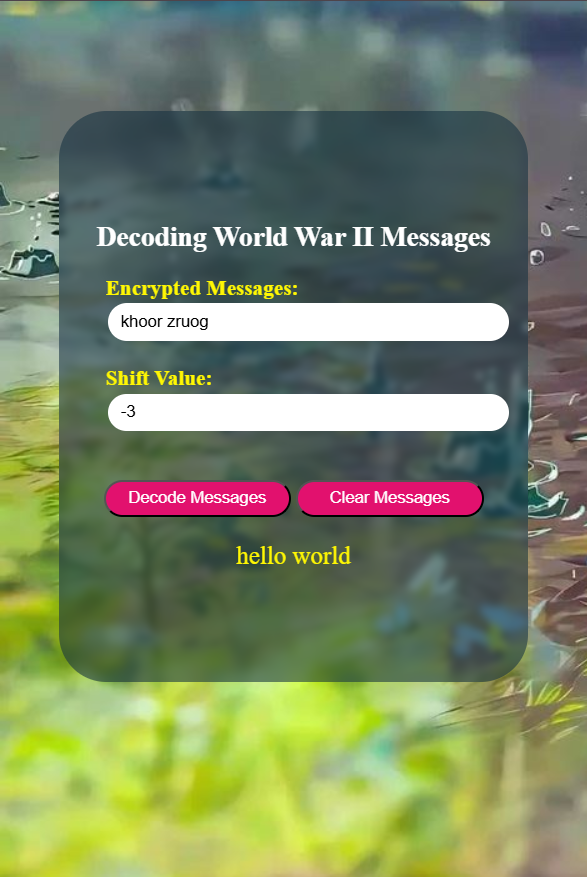 Decoding World War II Messages
Encrypted Messages:
khoor zruog
Shift Value:
-3
Decode Messages Clear Messages
hello world